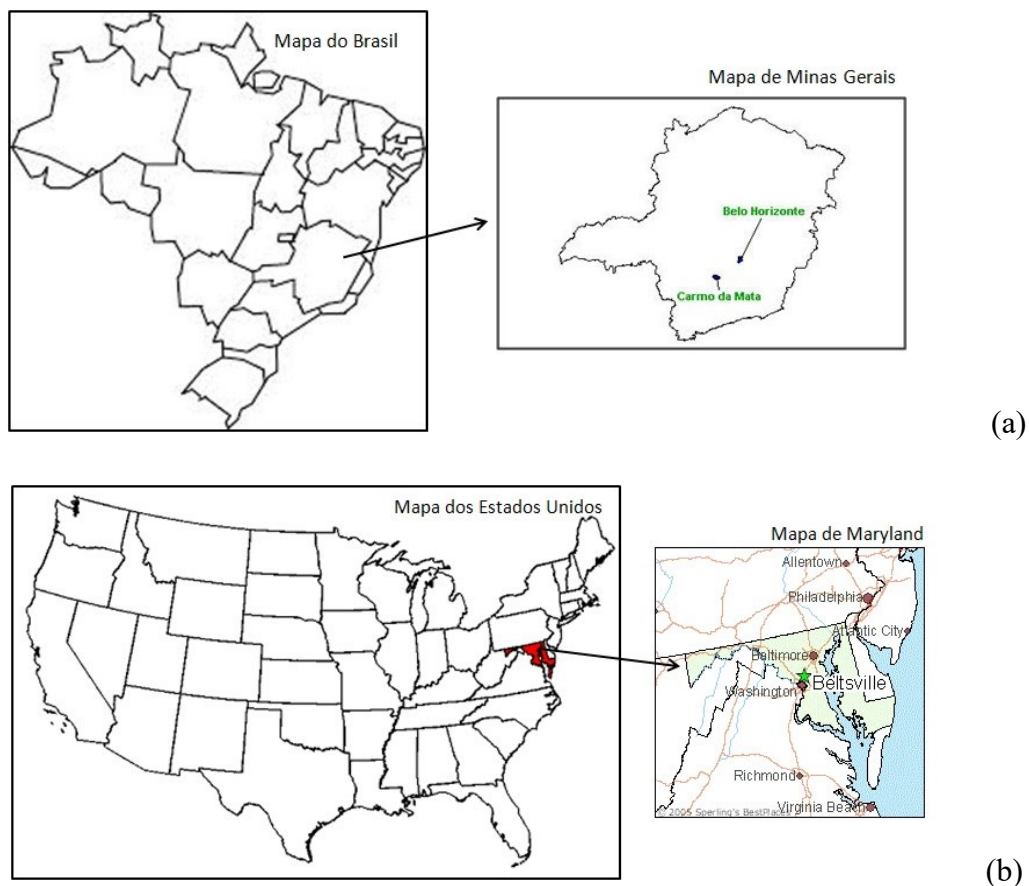 Mapa do Brasil
Mapa de Minas Gerais
Belo Horizonte
Carmo da Mata
(a)
Mapa dos Estados Unidos
Mapa de Maryland
Allentown
Philadelphia
Atlantic City
Baltimore
Beltsville
Washington
Richmond
Virginia Beach
© 2005 Sperling's BestPlaces
(b)